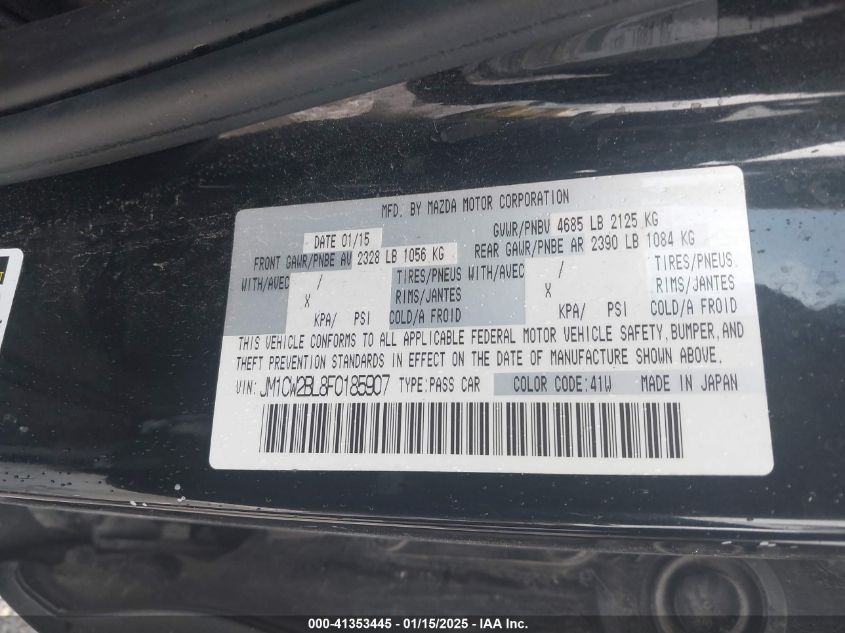 MFD. BY MAZDA MOTOR CORPORATION
DATE 01/15 GVWR/PNBV 4685 LB 2125 KG
FRONT GAWR/PNBE AV 2328 LB 1056 KG REAR GAWR/PNBE AR 2390 LB 1084 KG
WITH/AVEC / TIRES/PNEUS WITH/AVEC / TIRES/PNEUS.
X RIMS/JANTES X RIMS/JANTES
KPA/ PSI COLD/A FROID KPA/ PSI COLD/A FROID
THIS VEHICLE CONFORMS TO ALL APPLICABLE FEDERAL MOTOR VEHICLE SAFETY, BUMPER, AND
THEFT PREVENTION STANDARDS IN EFFECT ON THE DATE OF MANUFACTURE SHOWN ABOVE.
VIN: JM1CW2BL8F0185907 TYPE: PASS CAR COLOR CODE: 41W MADE IN JAPAN
000-41353445 - 01/15/2025 - IAA Inc.